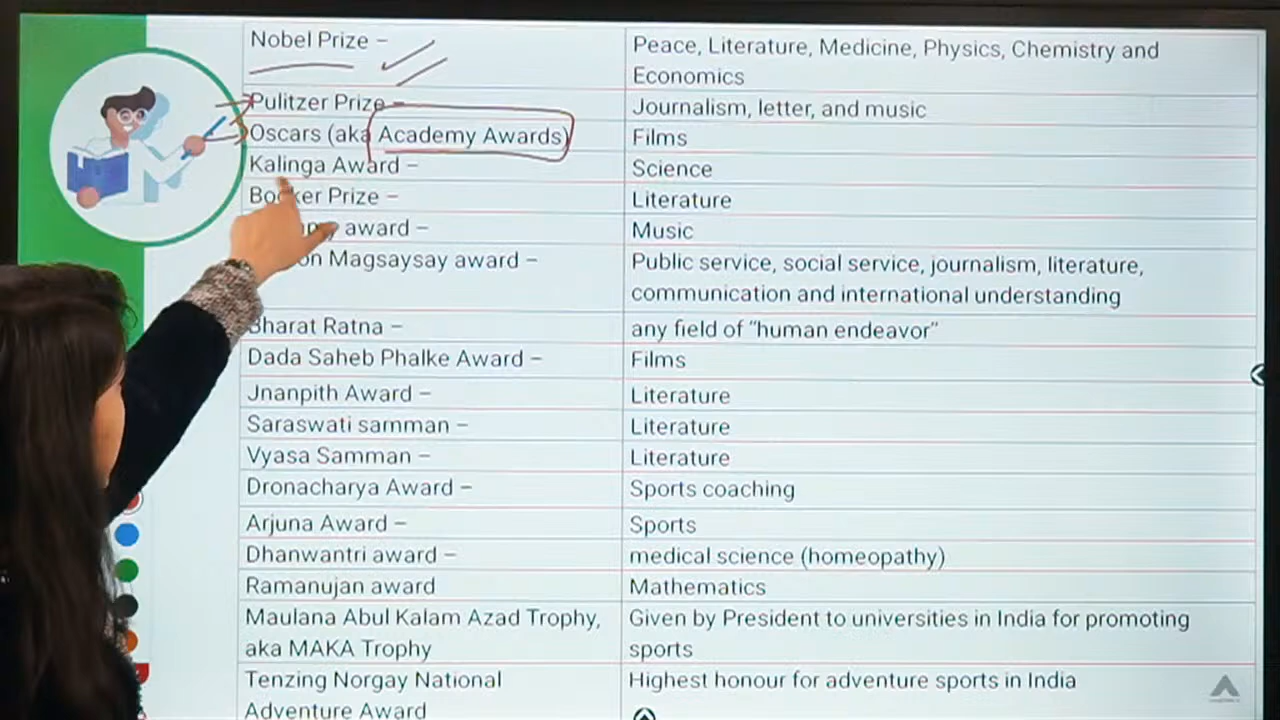 Nobel Prize –
Peace, Literature, Medicine, Physics, Chemistry and
Economics
Pulitzer Prize –
Journalism, letter, and music
Oscars (aka Academy Awards)
Films
Kalinga Award –
Science
Booker Prize –
Literature
award –
Music
Magsaysay award –
Public service, social service, journalism, literature,
communication and international understanding
Bharat Ratna –
any field of “human endeavor”
Dada Saheb Phalke Award –
Films
Jnanpith Award –
Literature
Saraswati samman –
Literature
Vyasa Samman –
Literature
Dronacharya Award –
Sports coaching
Arjuna Award –
Sports
Dhanwantri award –
medical science (homeopathy)
Ramanujan award
Mathematics
Maulana Abul Kalam Azad Trophy,
aka MAKA Trophy
Given by President to universities in India for promoting
sports
Tenzing Norgay National
Adventure Award
Highest honour for adventure sports in India